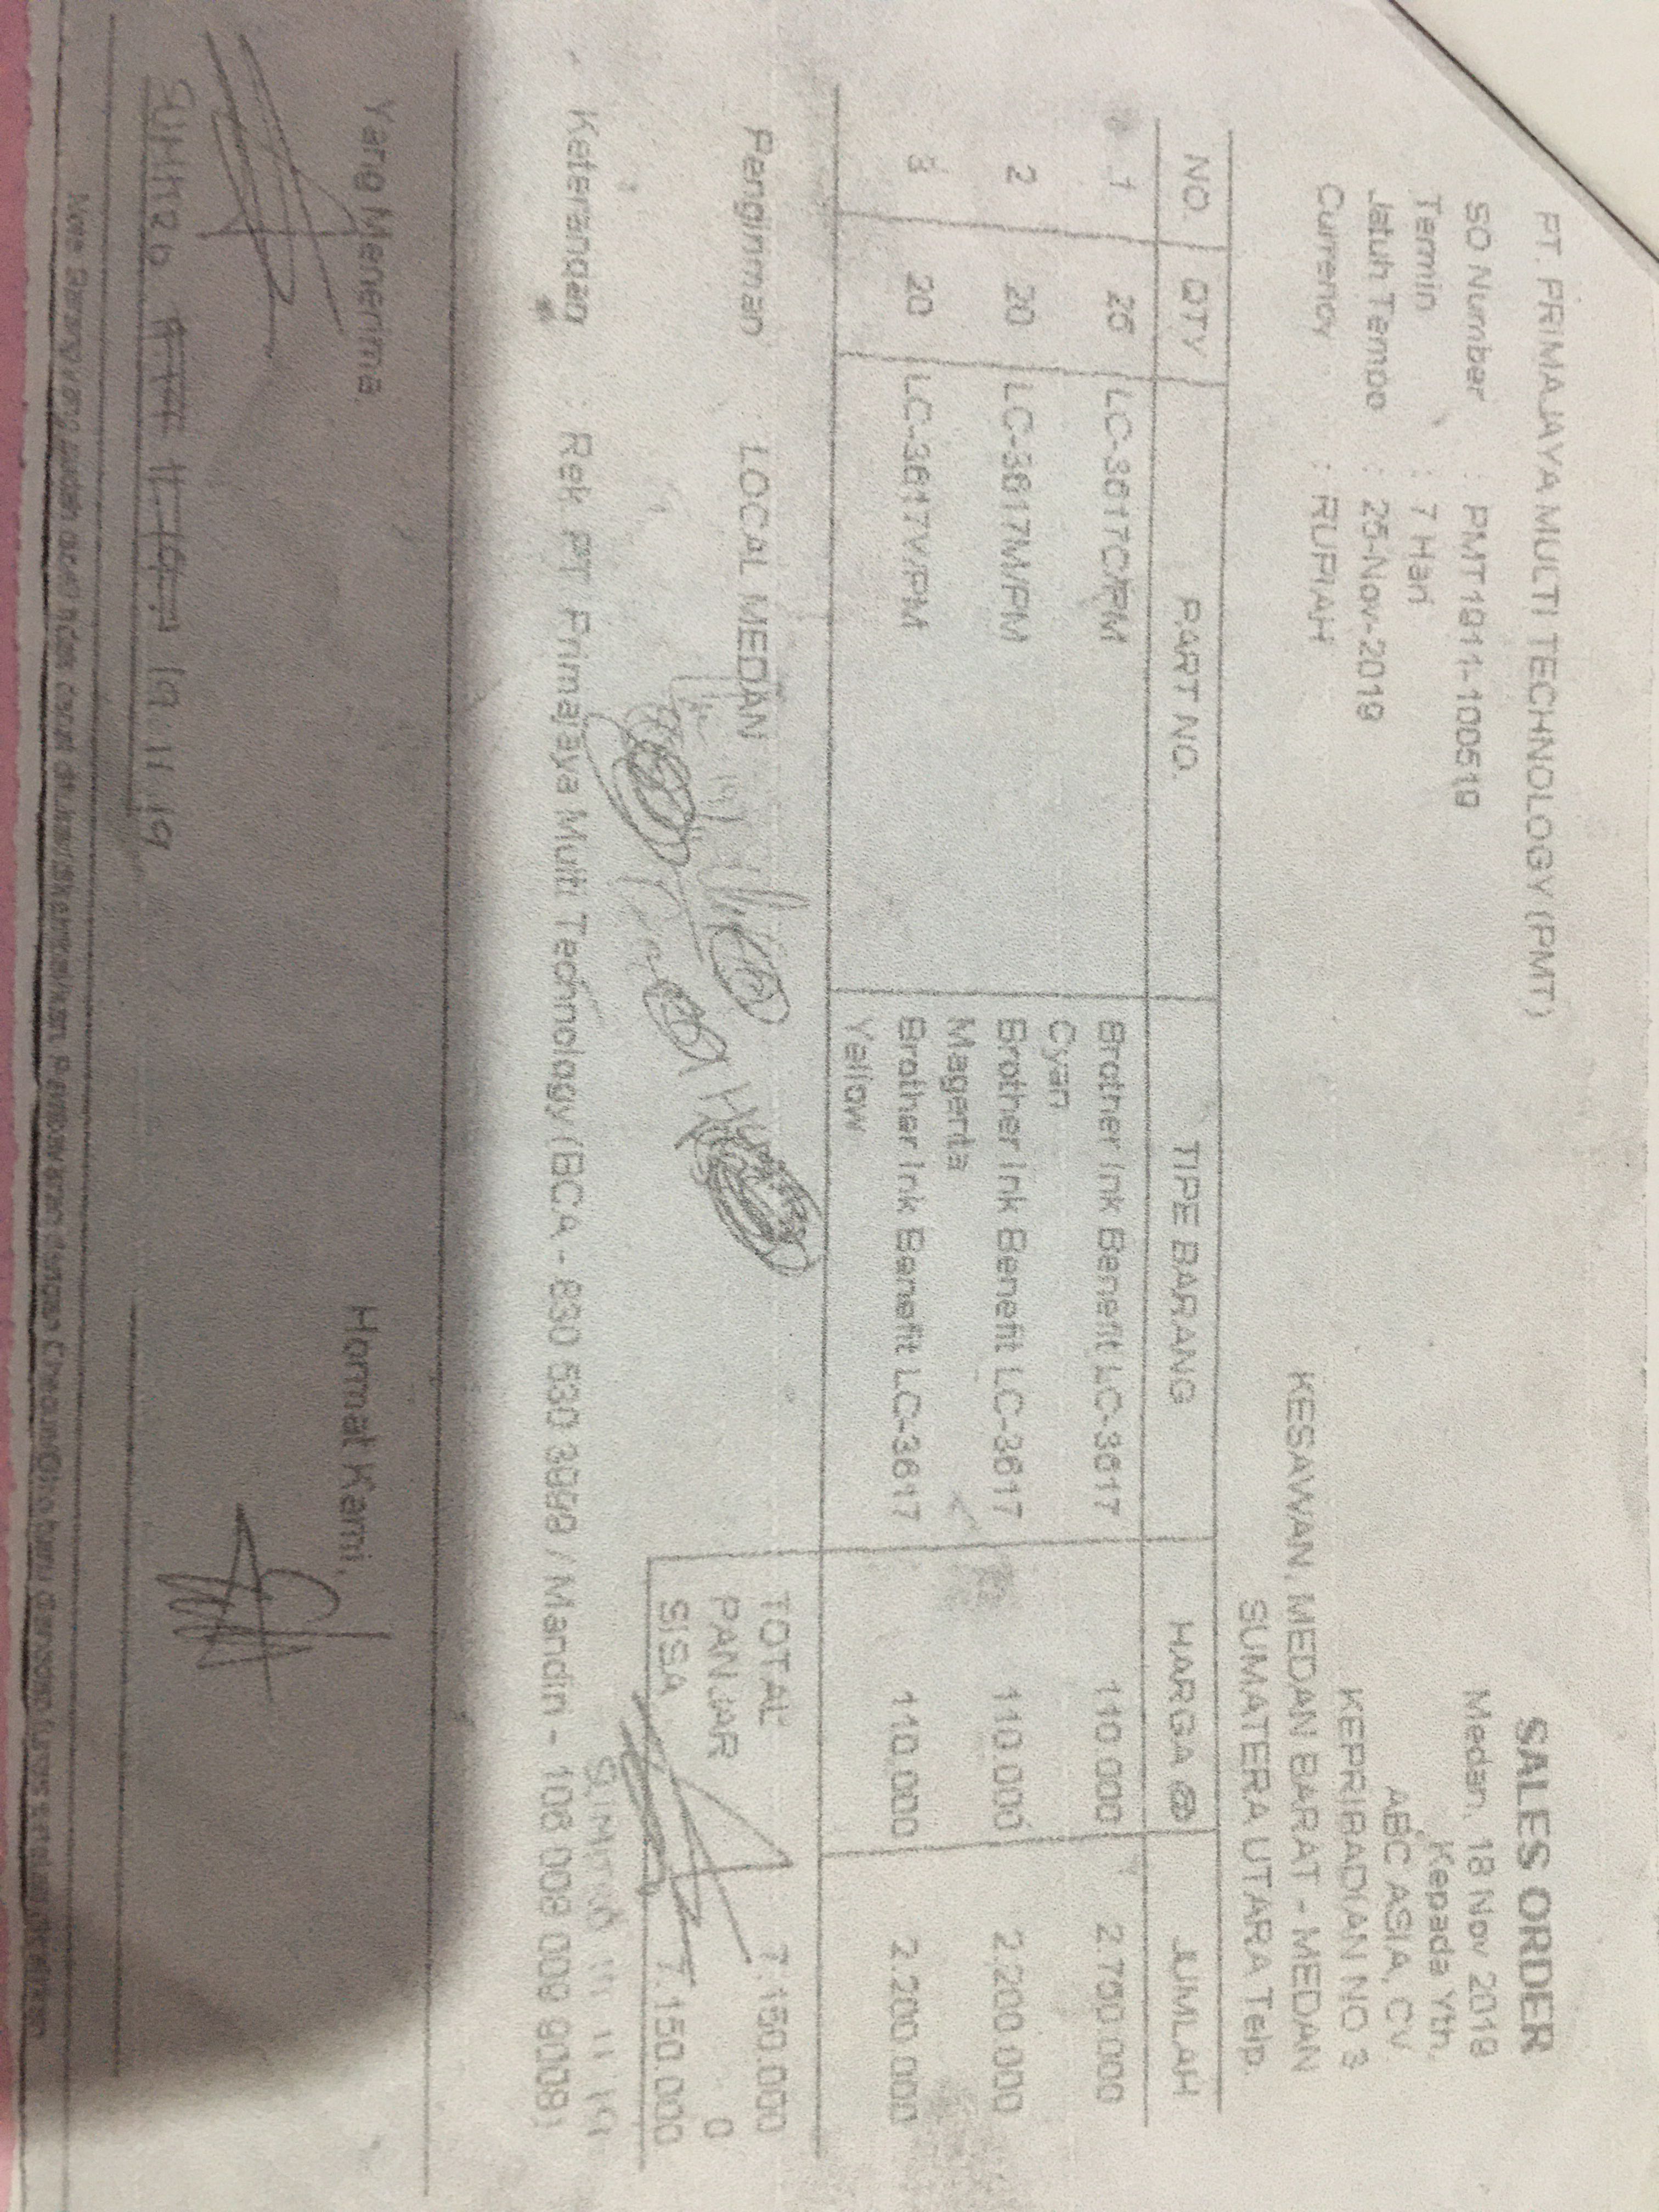 PT. PRIMAJAYA MULTI TECHNOLOGY (PMT)
SALES ORDER
SO Number : PMT1911-100519
Medan, 18 Nov 2019
Termin : 7 Hari
Kepada Yth,
Jatuh Tempo : 25-Nov-2019
ABC ASIA, CV.
Currency : RUPIAH
KEPRIBADIAN NO 3
KESAWAN, MEDAN BARAT - MEDAN
SUMATERA UTARA Telp.
NO. QTY PART NO. TIPE BARANG HARGA @ JUMLAH
1 25 LC-3617C/PM Brother Ink Benefit LC-3617 110.000 2.750.000
Cyan
2 20 LC-3617M/PM Brother Ink Benefit LC-3617 110.000 2.200.000
Magenta
3 20 LC-3617Y/PM Brother Ink Benefit LC-3617 110.000 2.200.000
Yellow
TOTAL 7.150.000
Pengiriman : LOCAL MEDAN
PANJAR 0
SISA 7.150.000
Keterangan : Rek. PT. Primajaya Multi Technology (BCA - 830 530 3999 / Mandiri - 106 008 009 9008)
Yang Menerima,
Hormat Kami,
19.11.19